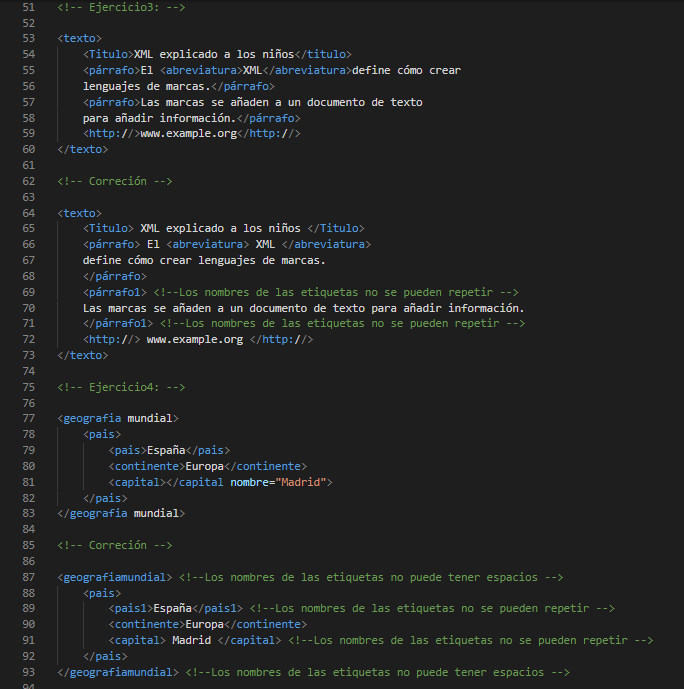 51 <!-- Ejercicio3: -->
52
53 <texto>
54 <Titulo>XML explicado a los niños</titulo>
55 <párrafo>El <abreviatura>XML</abreviatura>define cómo crear
56 lenguajes de marcas.</párrafo>
57 <párrafo>Las marcas se añaden a un documento de texto
58 para añadir información.</párrafo>
59 <http://>www.example.org</http://>
60 </texto>
61
62 <!-- Correción -->
63
64 <texto>
65 <Titulo> XML explicado a los niños </Titulo>
66 <párrafo> El <abreviatura> XML </abreviatura>
67 define cómo crear lenguajes de marcas.
68 </párrafo>
69 <párrafo1> <!--Los nombres de las etiquetas no se pueden repetir -->
70 Las marcas se añaden a un documento de texto para añadir información.
71 </párrafo1> <!--Los nombres de las etiquetas no se pueden repetir -->
72 <http://> www.example.org </http://>
73 </texto>
74
75 <!-- Ejercicio4: -->
76
77 <geografia mundial>
78 <pais>
79 <pais>España</pais>
80 <continente>Europa</continente>
81 <capital></capital nombre="Madrid">
82 </pais>
83 </geografia mundial>
84
85 <!-- Correción -->
86
87 <geografiamundial> <!--Los nombres de las etiquetas no puede tener espacios -->
88 <pais>
89 <pais1>España</pais1> <!--Los nombres de las etiquetas no se pueden repetir -->
90 <continente>Europa</continente>
91 <capital> Madrid </capital> <!--Los nombres de las etiquetas no se pueden repetir -->
92 </pais>
93 </geografiamundial> <!--Los nombres de las etiquetas no puede tener espacios -->
94